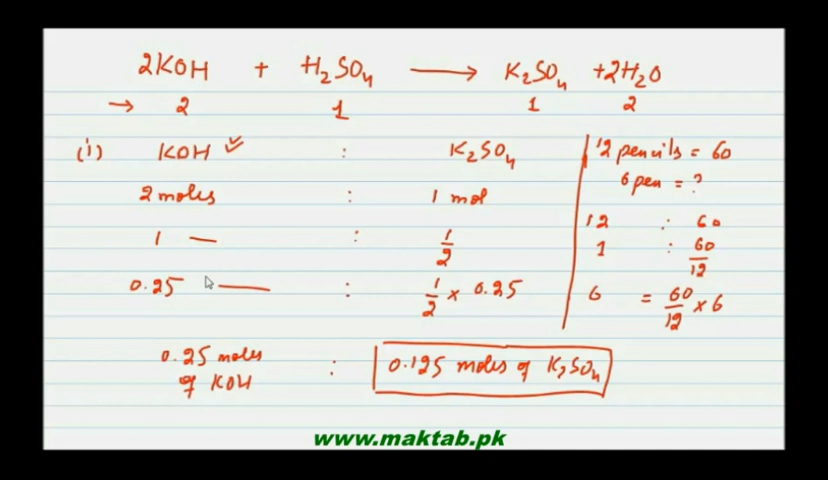 2KOH + H₂SO₄ ⟶ K₂SO₄ + 2H₂O
→ 2 1 1 2
(i) KOH ✓ : K₂SO₄
2 moles : 1 mol
1 — : 1/2
0.25 — : 1/2 × 0.25
0.25 moles of KOH : 0.125 moles of K₂SO₄
12 pencils = 60
6 pen = ?
12 : 60
1 : 60/12
6 = 60/12 × 6
www.maktab.pk